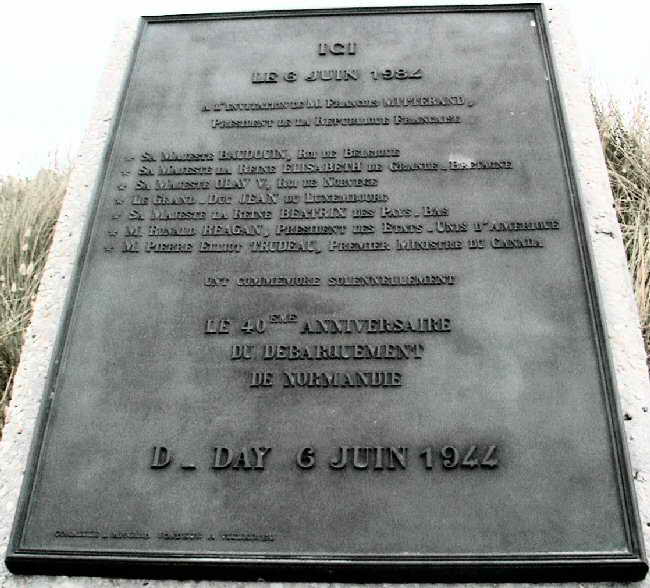 ICI
LE 6 JUIN 1984
A L'INVITATION DE M. FRANÇOIS MITTERAND,
PRESIDENT DE LA REPUBLIQUE FRANÇAISE
* SA MAJESTE BAUDOUIN, ROI DE BELGIQUE
* SA MAJESTE LA REINE ELISABETH DE GRANDE-BRETAGNE
* SA MAJESTE OLAV V, ROI DE NORVEGE
* LE GRAND-DUC JEAN DU LUXEMBOURG
* SA MAJESTE LA REINE BEATRIX DES PAYS-BAS
* M. RONALD REAGAN, PRESIDENT DES ETATS-UNIS D'AMERIQUE
* M. PIERRE ELLIOT TRUDEAU, PREMIER MINISTRE DU CANADA
ONT COMMEMORE SOLENNELLEMENT
LE 40EME ANNIVERSAIRE
DU DEBARQUEMENT
DE NORMANDIE
D-DAY 6 JUIN 1944
FONDEUR A